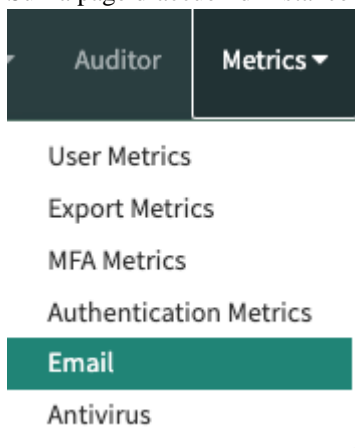 Auditor Metrics
User Metrics
Export Metrics
MFA Metrics
Authentication Metrics
Email
Antivirus